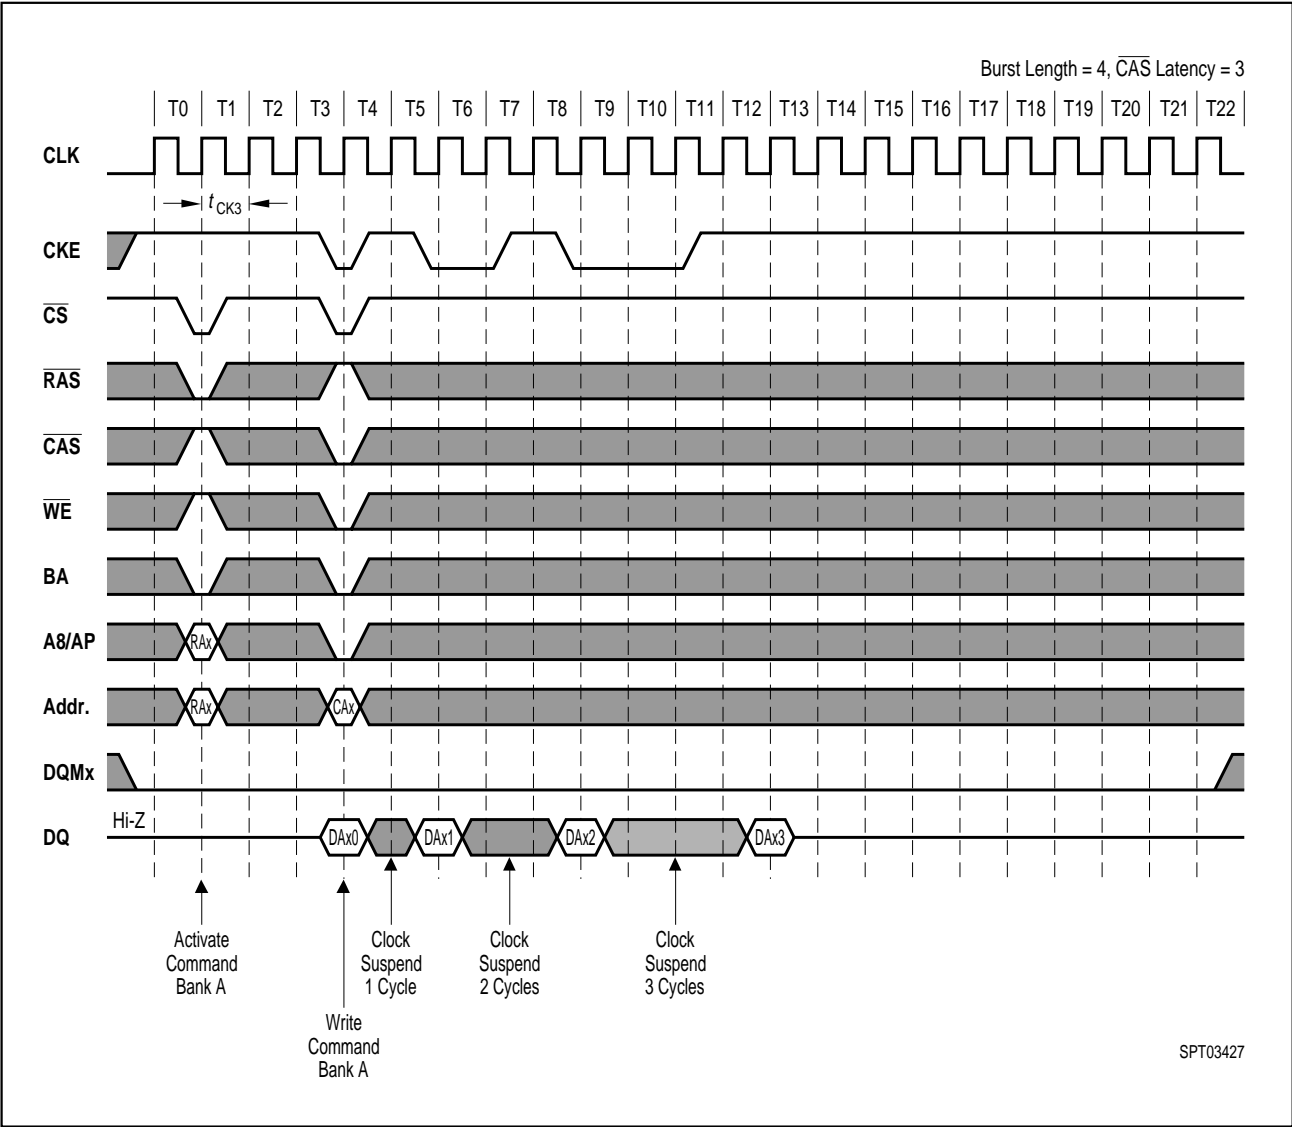 Burst Length = 4, CAS Latency = 3
T0 T1 T2 T3 T4 T5 T6 T7 T8 T9 T10 T11 T12 T13 T14 T15 T16 T17 T18 T19 T20 T21 T22
CLK
t CK3
CKE
CS
RAS
CAS
WE
BA
A8/AP RAx
Addr. RAx CAx
DQMx
Hi-Z
DQ DAx0 DAx1 DAx2 DAx3
Activate
Command
Bank A
Write
Command
Bank A
Clock
Suspend
1 Cycle
Clock
Suspend
2 Cycles
Clock
Suspend
3 Cycles
SPT03427